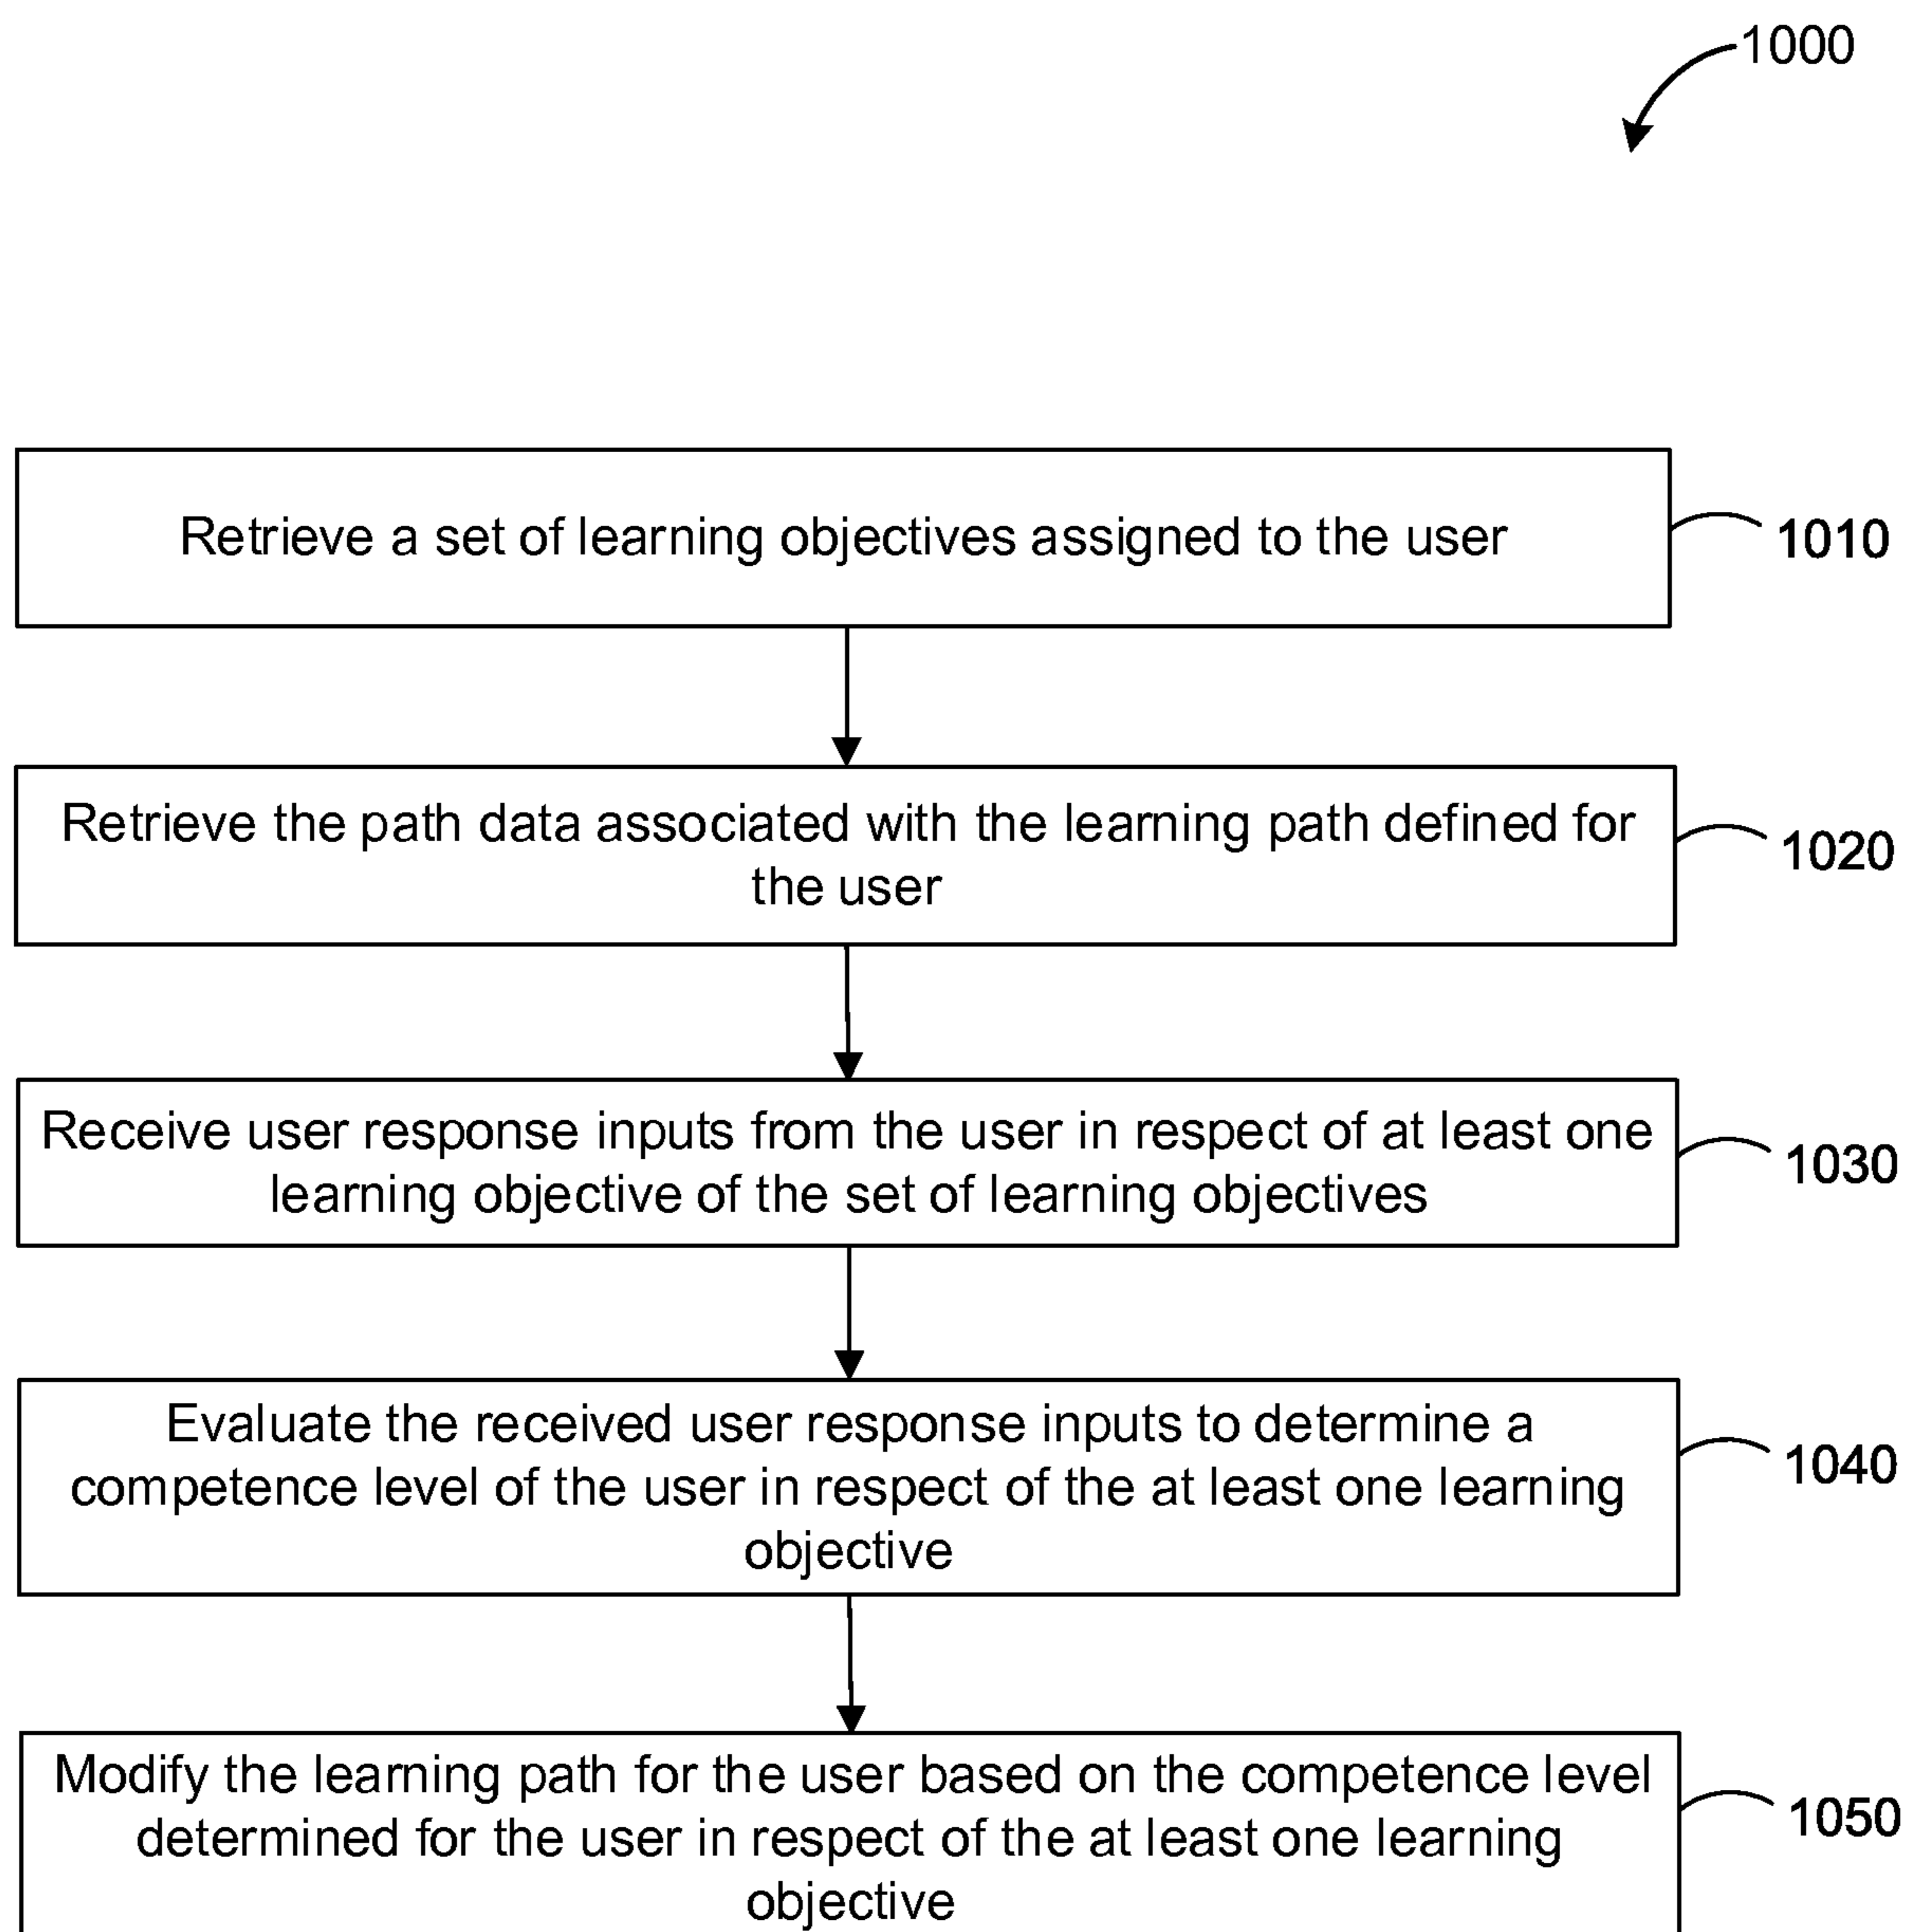 1000
Retrieve a set of learning objectives assigned to the user
1010
Retrieve the path data associated with the learning path defined for
the user
1020
Receive user response inputs from the user in respect of at least one
learning objective of the set of learning objectives
1030
Evaluate the received user response inputs to determine a
competence level of the user in respect of the at least one learning
objective
1040
Modify the learning path for the user based on the competence level
determined for the user in respect of the at least one learning
objective
1050